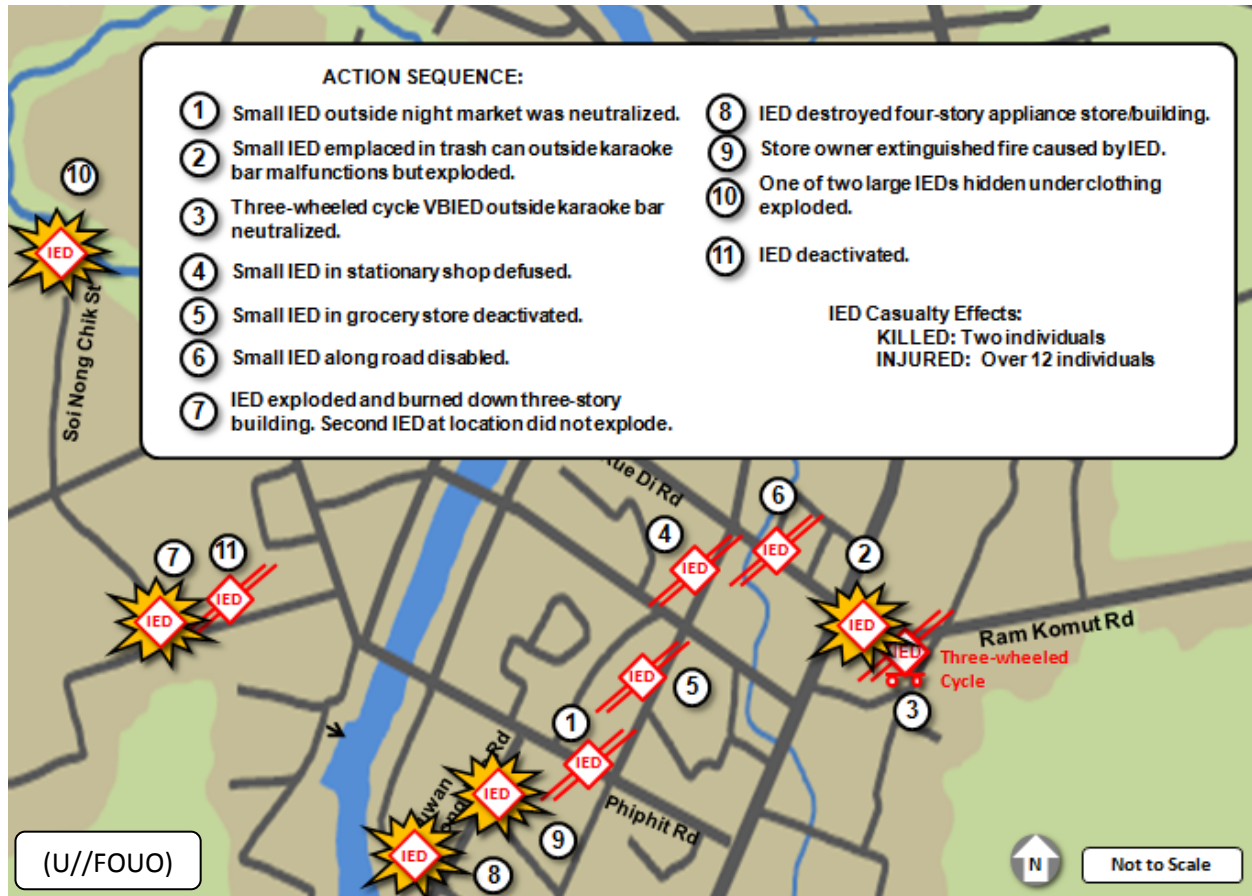 ACTION SEQUENCE:
1 Small IED outside night market was neutralized.
2 Small IED emplaced in trash can outside karaoke
bar malfunctions but exploded.
3 Three-wheeled cycle VBIED outside karaoke bar
neutralized.
4 Small IED in stationary shop defused.
5 Small IED in grocery store deactivated.
6 Small IED along road disabled.
7 IED exploded and burned down three-story
building. Second IED at location did not explode.
8 IED destroyed four-story appliance store/building.
9 Store owner extinguished fire caused by IED.
10 One of two large IEDs hidden under clothing
exploded.
11 IED deactivated.
IED Casualty Effects:
KILLED: Two individuals
INJURED: Over 12 individuals
10
IED
Soi Nong Chik St
Di Rd
6
IED
4
IED
2
IED
7
IED
11
IED
Ram Komut Rd
IED
Three-wheeled
Cycle
3
IED
5
1
IED
Rd
IED
9
Phiphit Rd
IED
8
(U//FOUO)
N
Not to Scale